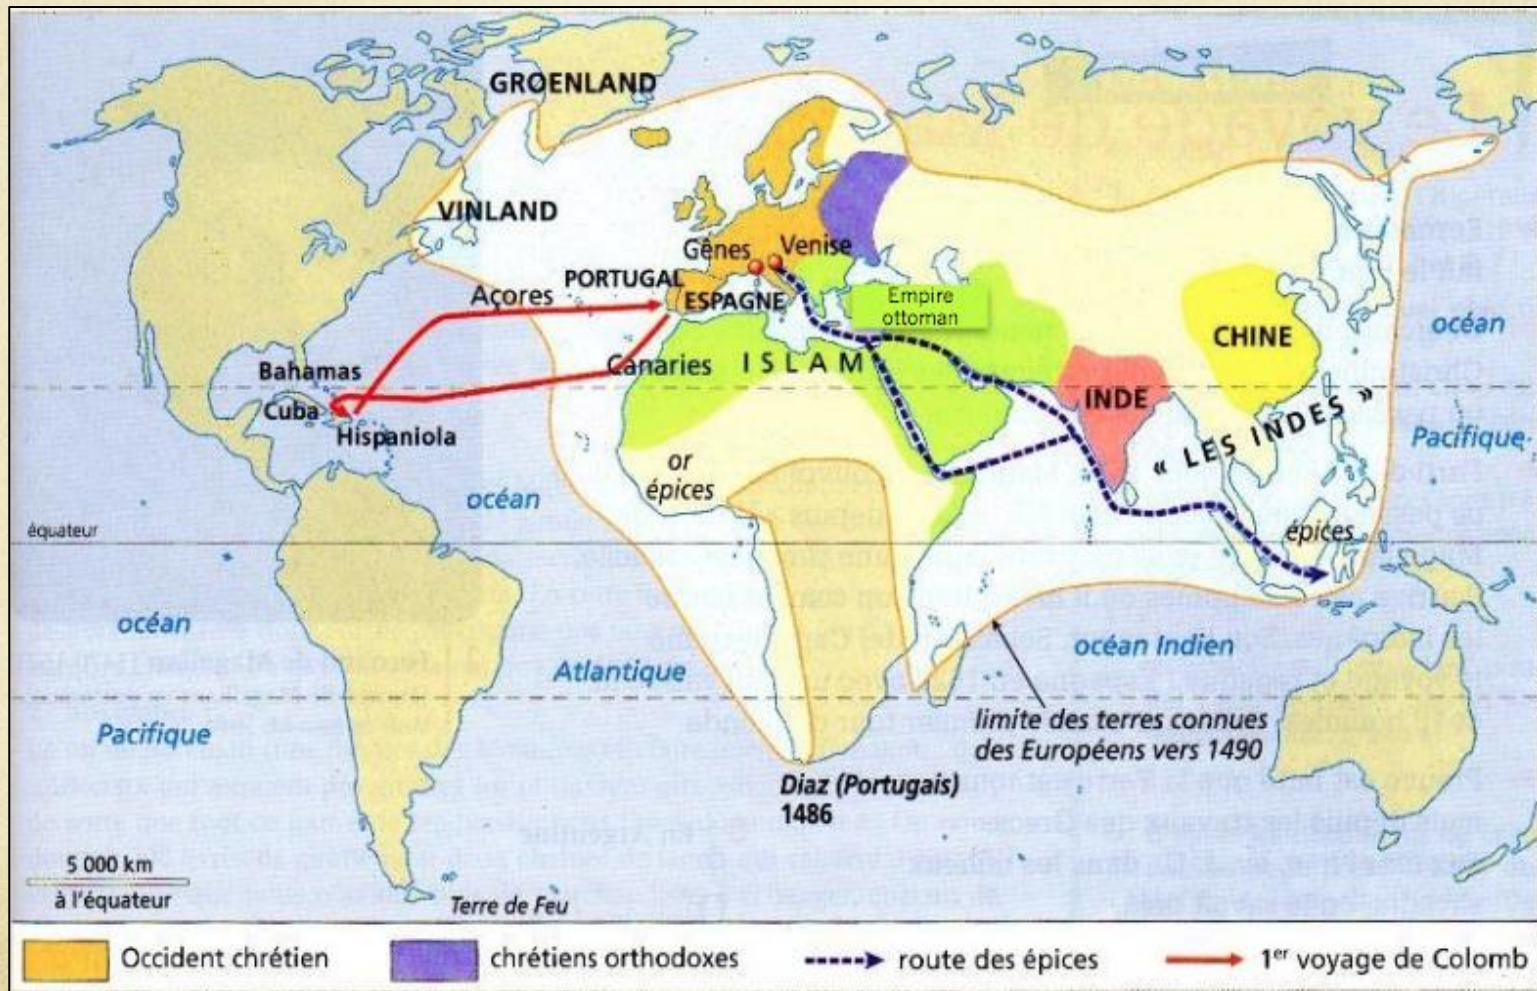 GROENLAND
VINLAND
Gênes
Venise
PORTUGAL
ESPAGNE
Açores
Empire
ottoman
CHINE
océan
Bahamas
Canaries
ISLAM
Cuba
INDE
Hispaniola
« LES INDES »
Pacifique
or
épices
océan
équateur
épices
océan
Atlantique
océan Indien
Pacifique
limite des terres connues
des Européens vers 1490
Diaz (Portugais)
1486
5 000 km
à l'équateur
Terre de Feu
Occident chrétien
chrétiens orthodoxes
route des épices
1er voyage de Colomb